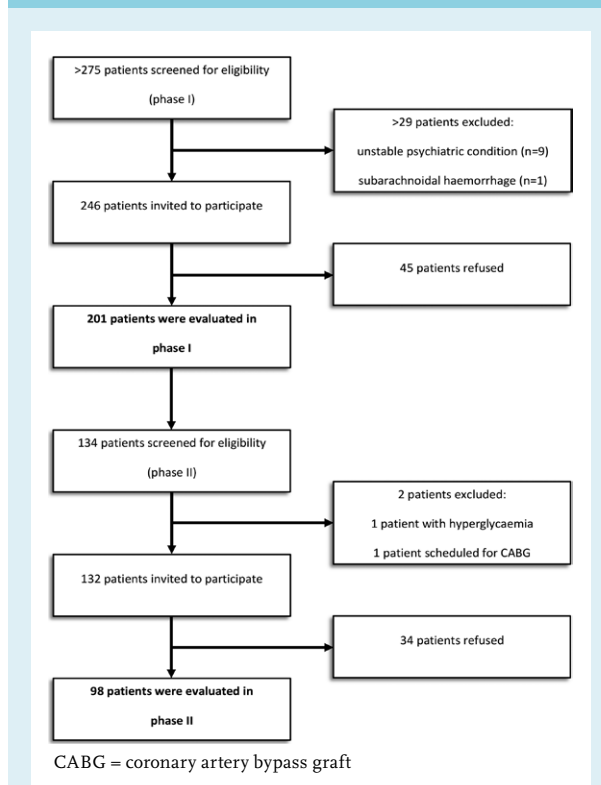 >275 patients screened for eligibility
(phase I)
>29 patients excluded:
unstable psychiatric condition (n=9)
subarachnoidal haemorrhage (n=1)
246 patients invited to participate
45 patients refused
201 patients were evaluated in
phase I
134 patients screened for eligibility
(phase II)
2 patients excluded:
1 patient with hyperglycaemia
1 patient scheduled for CABG
132 patients invited to participate
34 patients refused
98 patients were evaluated in
phase II
CABG = coronary artery bypass graft